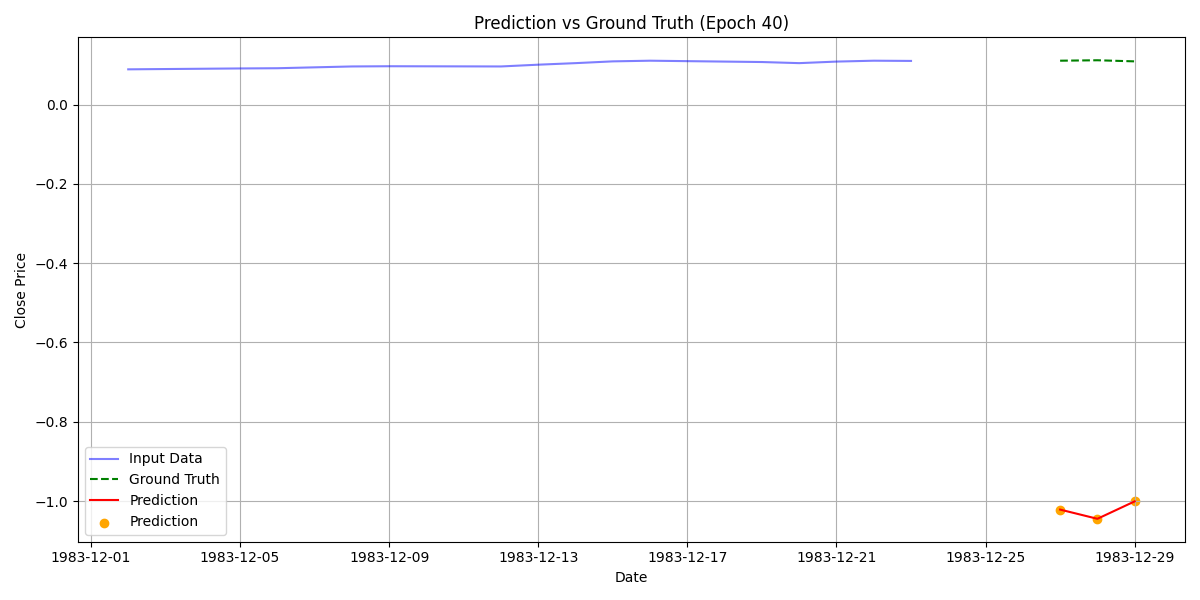 Prediction vs Ground Truth (Epoch 40)
Close Price
0.0
−0.2
−0.4
−0.6
−0.8
−1.0
Input Data
Ground Truth
Prediction
Prediction
1983-12-01 1983-12-05 1983-12-09 1983-12-13 1983-12-17 1983-12-21 1983-12-25 1983-12-29
Date